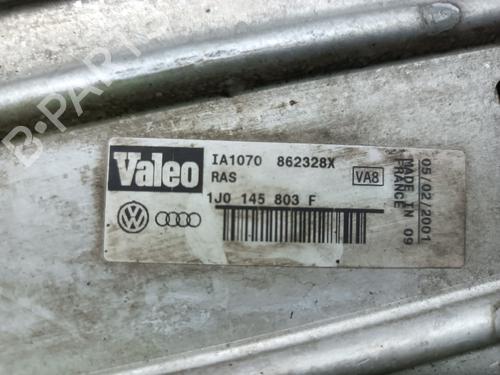 B-PARTS
Valeo
IA1070 862328X
RAS
VA8
1J0 145 803 F
05/02/2001
MADE IN 09
FRANCE